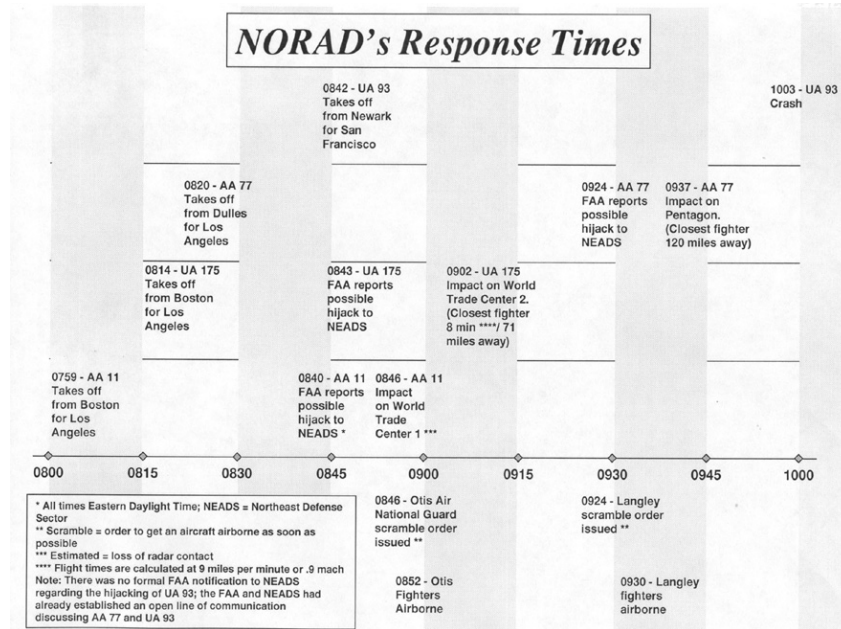 NORAD's Response Times
0842 - UA 93
Takes off
from Newark
for San
Francisco
1003 - UA 93
Crash
0820 - AA 77
Takes off
from Dulles
for Los
Angeles
0924 - AA 77
FAA reports
possible
hijack to
NEADS
0937 - AA 77
Impact on
Pentagon.
(Closest fighter
120 miles away)
0814 - UA 175
Takes off
from Boston
for Los
Angeles
0843 - UA 175
FAA reports
possible
hijack to
NEADS
0902 - UA 175
Impact on World
Trade Center 2.
(Closest fighter
8 min ****/ 71
miles away)
0759 - AA 11
Takes off
from Boston
for Los
Angeles
0840 - AA 11
FAA reports
possible
hijack to
NEADS *
0846 - AA 11
Impact
on World
Trade
Center 1 ***
0800 0815 0830 0845 0900 0915 0930 0945 1000
* All times Eastern Daylight Time; NEADS = Northeast Defense
Sector
** Scramble = order to get an aircraft airborne as soon as
possible
*** Estimated = loss of radar contact
**** Flight times are calculated at 9 miles per minute or .9 mach
Note: There was no formal FAA notification to NEADS
regarding the hijacking of UA 93; the FAA and NEADS had
already established an open line of communication
discussing AA 77 and UA 93
0846 - Otis Air
National Guard
scramble order
issued **
0924 - Langley
scramble order
issued **
0852 - Otis
Fighters
Airborne
0930 - Langley
fighters
airborne